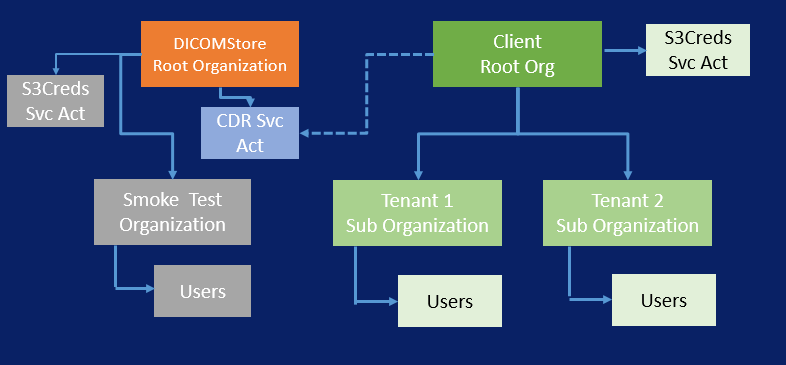 DICOMStore
Root Organization
Client
Root Org
S3Creds
Svc Act
S3Creds
Svc Act
CDR Svc
Act
Smoke Test
Organization
Tenant 1
Sub Organization
Tenant 2
Sub Organization
Users
Users
Users